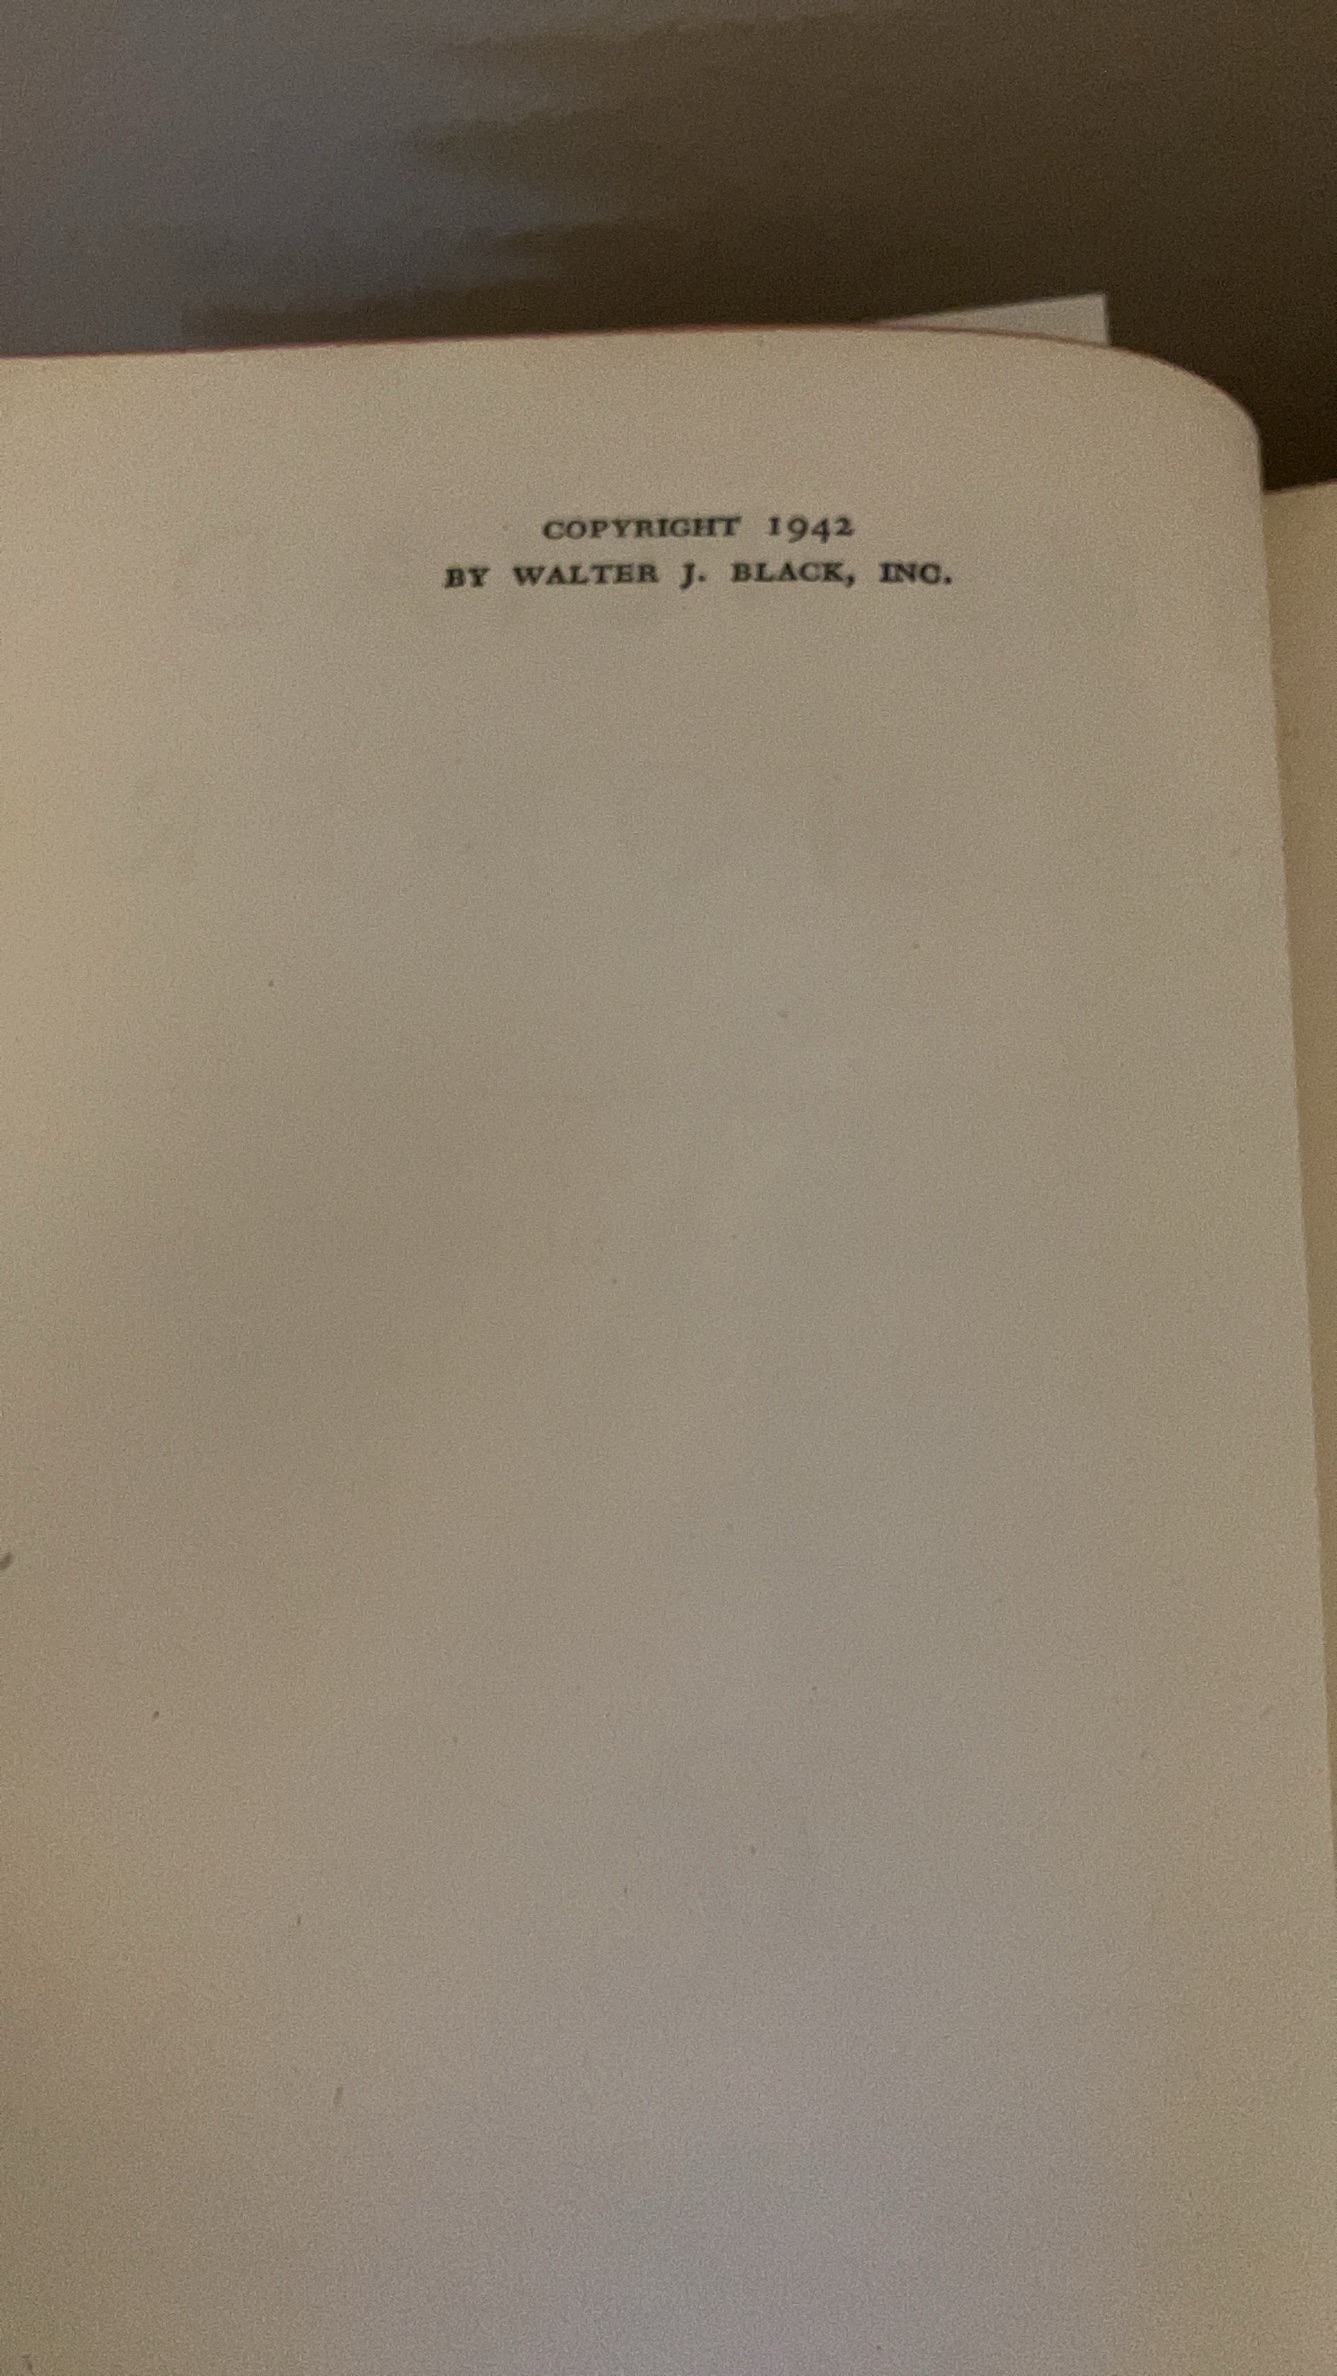 COPYRIGHT 1942
BY WALTER J. BLACK, INC.